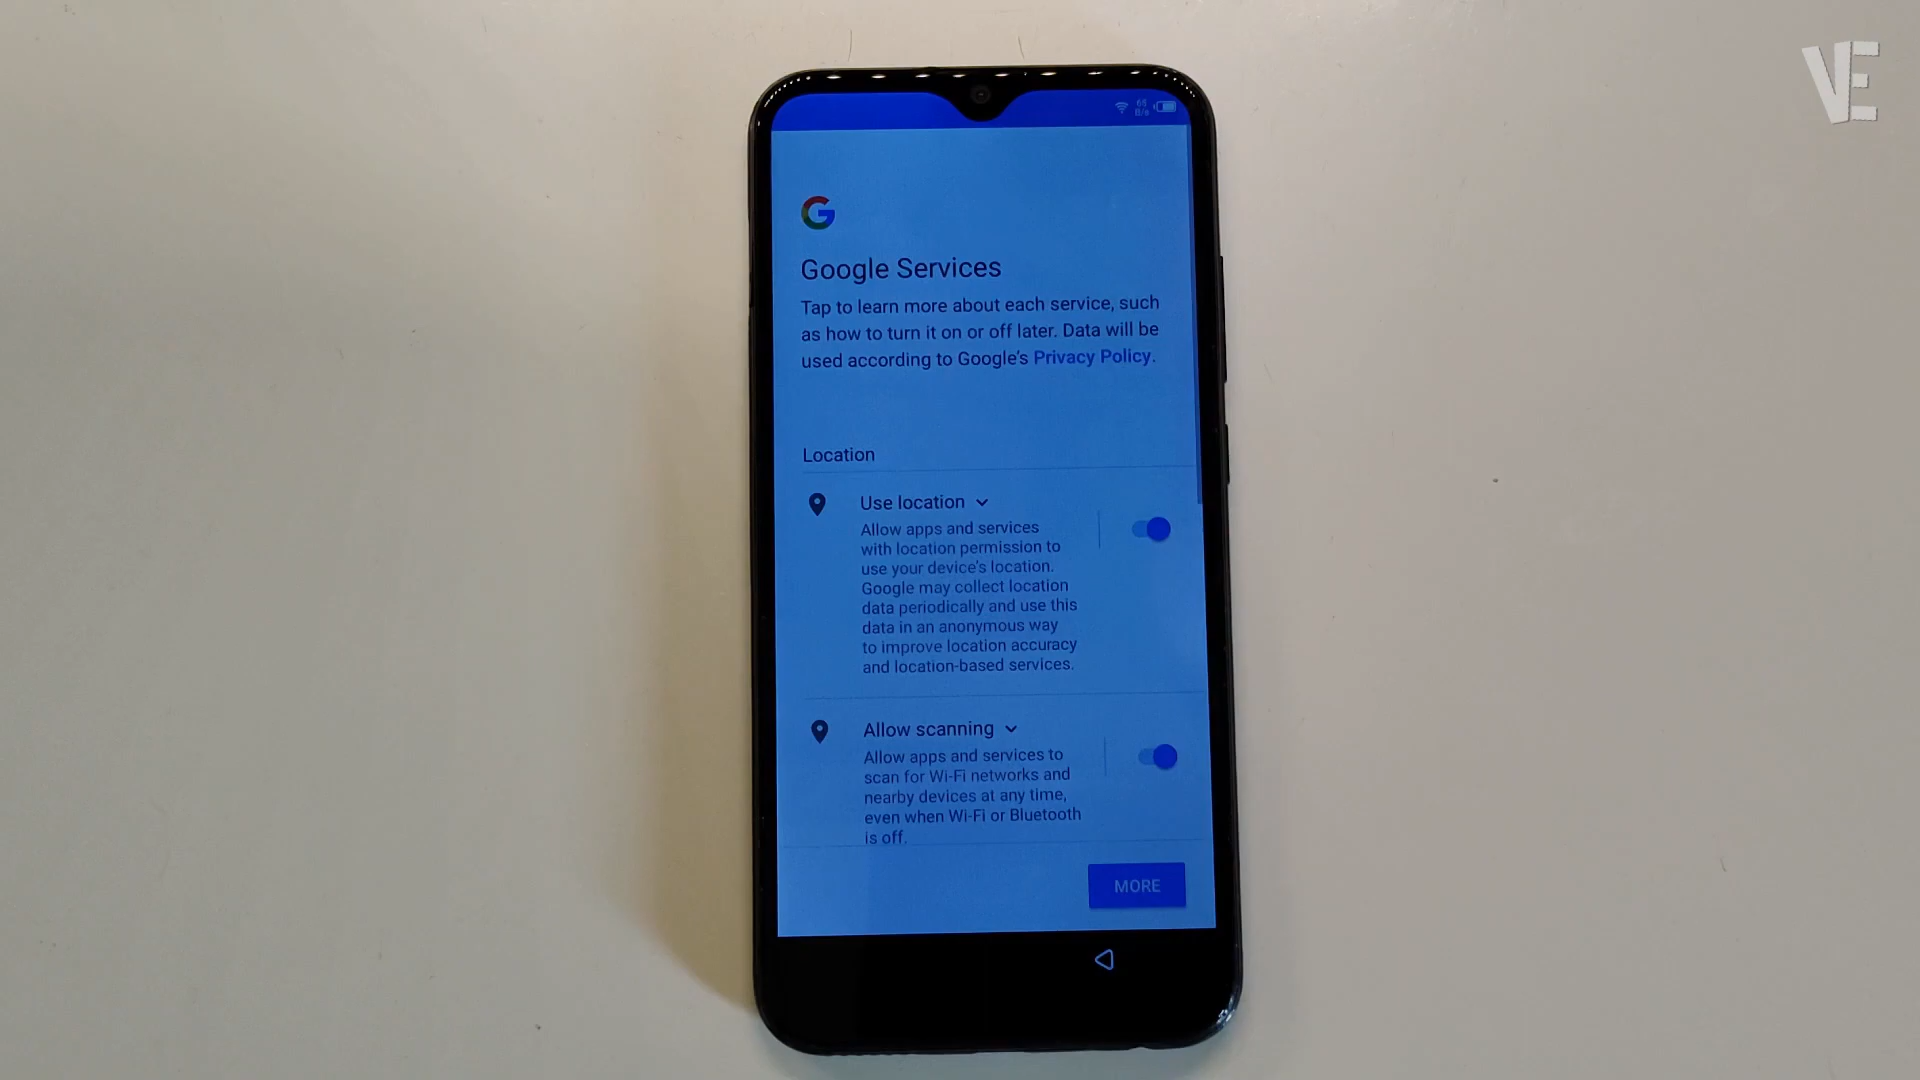 VE
65
B/s
G
Google Services
Tap to learn more about each service, such
as how to turn it on or off later. Data will be
used according to Google's Privacy Policy.
Location
Use location
Allow apps and services
with location permission to
use your device's location.
Google may collect location
data periodically and use this
data in an anonymous way
to improve location accuracy
and location-based services.
Allow scanning
Allow apps and services to
scan for Wi-Fi networks and
nearby devices at any time,
even when Wi-Fi or Bluetooth
is off.
MORE